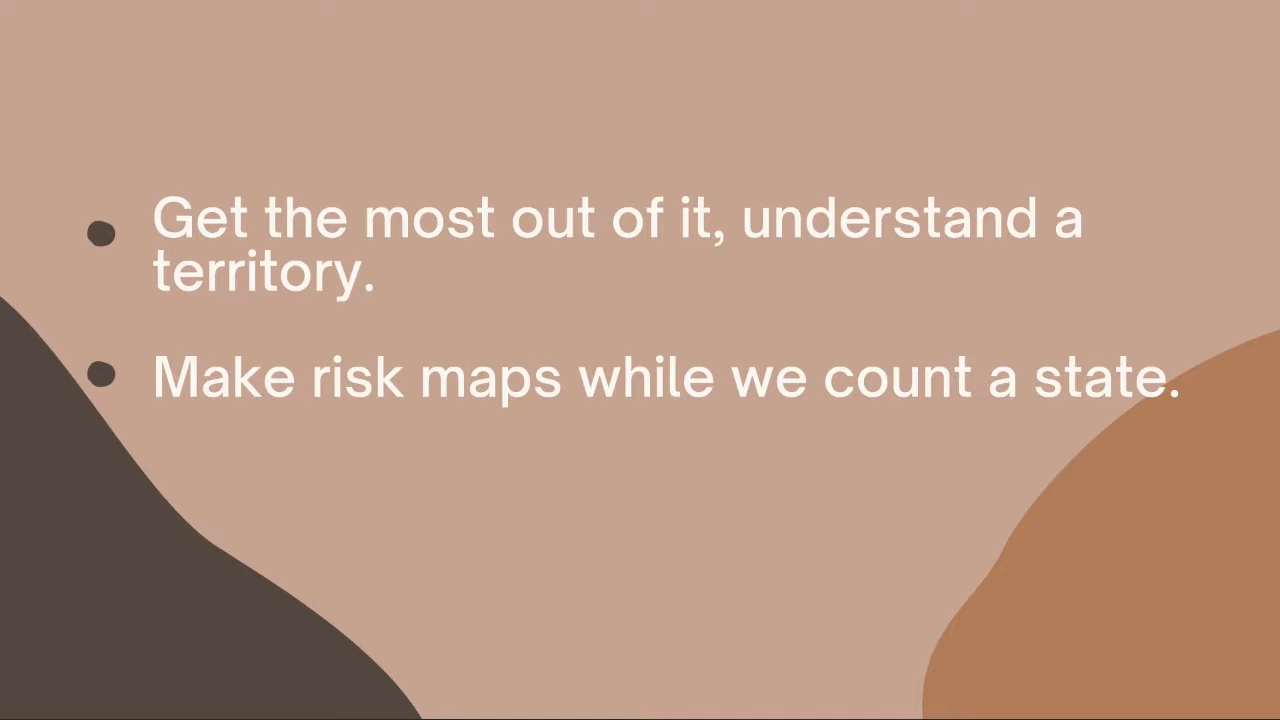 Get the most out of it, understand a
territory.
Make risk maps while we count a state.